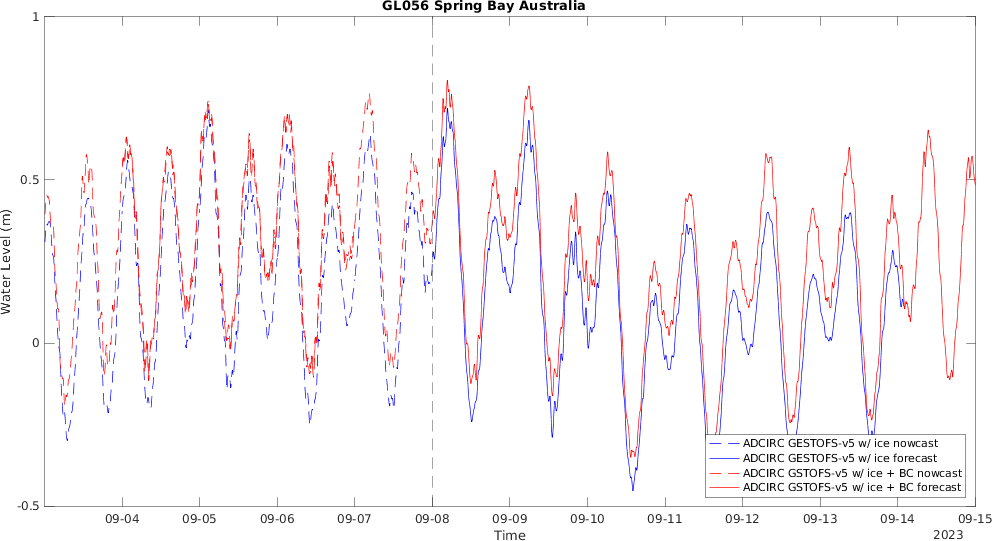 GL056 Spring Bay Australia
1
0.5
0
-0.5
Water Level (m)
ADCIRC GESTOFS-v5 w/ ice nowcast
ADCIRC GESTOFS-v5 w/ ice forecast
ADCIRC GSTOFS-v5 w/ ice + BC nowcast
ADCIRC GSTOFS-v5 w/ ice + BC forecast
09-04 09-05 09-06 09-07 09-08 09-09 09-10 09-11 09-12 09-13 09-14 09-15
Time
2023